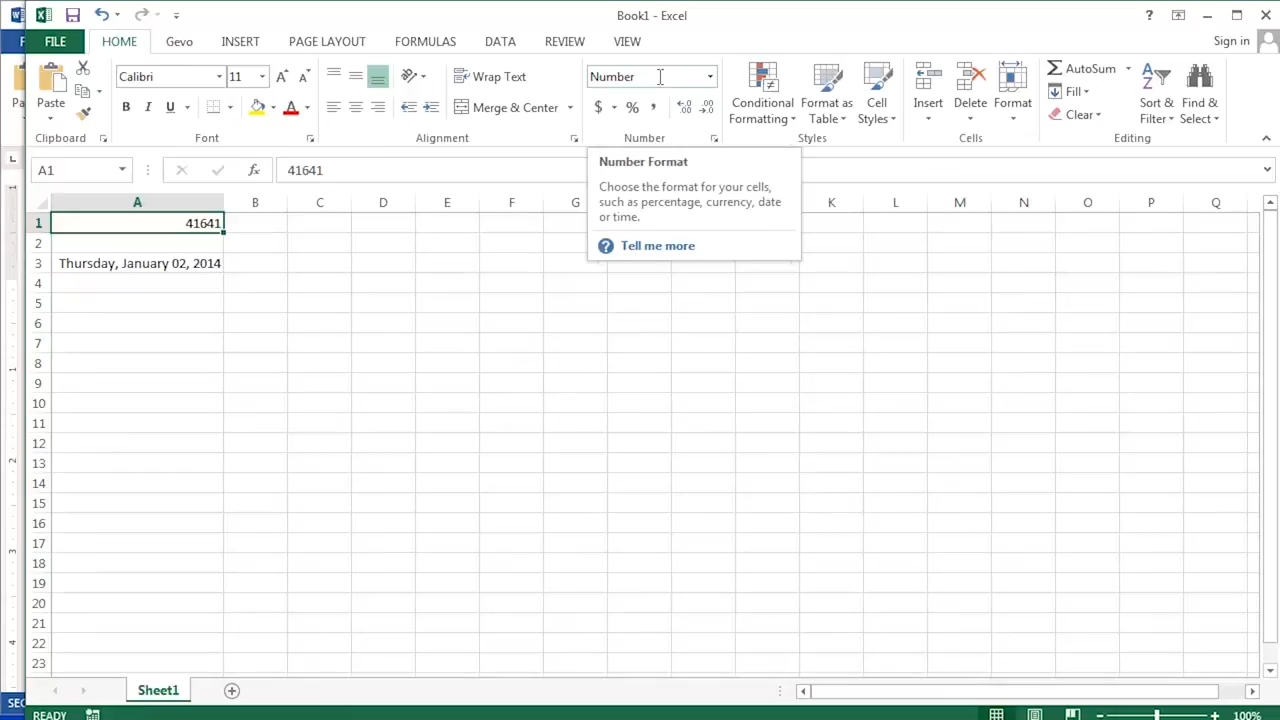 Book1 - Excel
?
FILE
HOME
Gevo
INSERT
PAGE LAYOUT
FORMULAS
DATA
REVIEW
VIEW
Sign in
Paste
Clipboard
Calibri
11
B I U
Font
Wrap Text
Merge & Center
Alignment
Number
$ % ,
Number
Conditional
Formatting
Format as
Table
Cell
Styles
Styles
Insert
Delete
Format
Cells
AutoSum
Fill
Clear
Sort &
Filter
Find &
Select
Editing
A1
fx
41641
Number Format
Choose the format for your cells,
such as percentage, currency, date
or time.
Tell me more
A B C D E F G K L M N O P Q
1 41641
2
3 Thursday, January 02, 2014
4
5
6
7
8
9
10
11
12
13
14
15
16
17
18
19
20
21
22
23
Sheet1
READY
100%